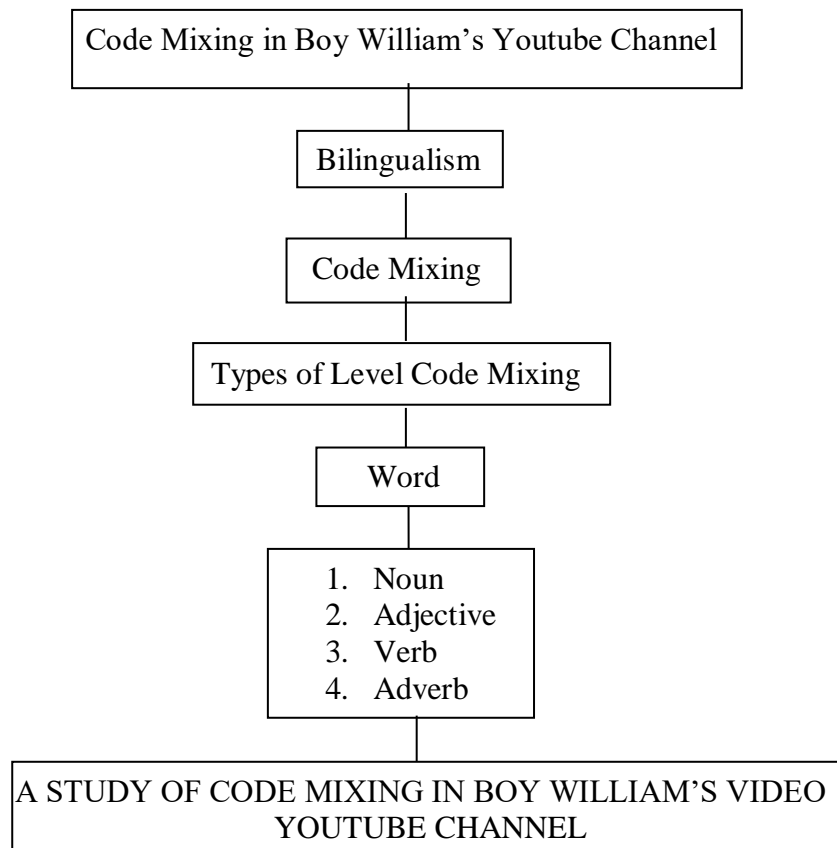 Code Mixing in Boy William’s Youtube Channel
Bilingualism
Code Mixing
Types of Level Code Mixing
Word
1. Noun
2. Adjective
3. Verb
4. Adverb
A STUDY OF CODE MIXING IN BOY WILLIAM’S VIDEO
YOUTUBE CHANNEL